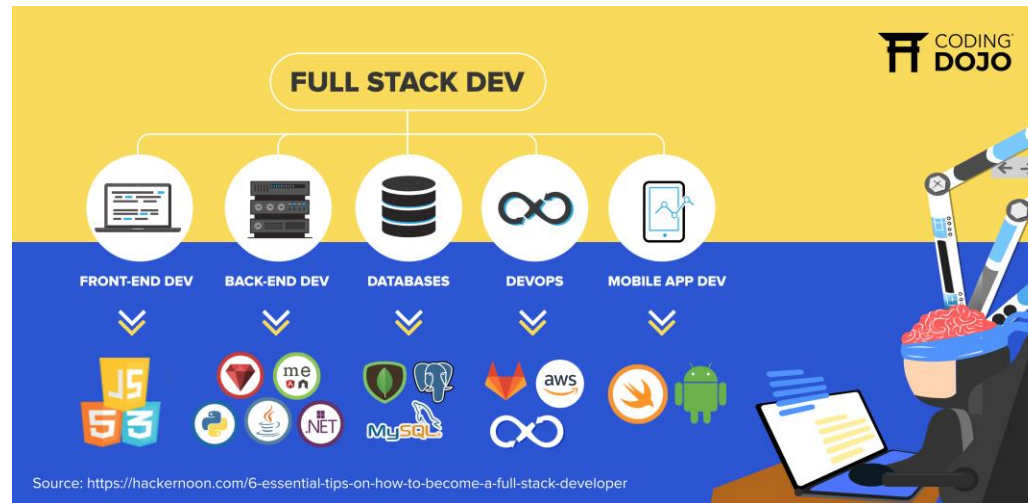 CODING
DOJO
FULL STACK DEV
FRONT-END DEV
BACK-END DEV
DATABASES
DEVOPS
MOBILE APP DEV
JS
5 3
me
an
.NET
MySQL
aws
Source: https://hackernoon.com/6-essential-tips-on-how-to-become-a-full-stack-developer